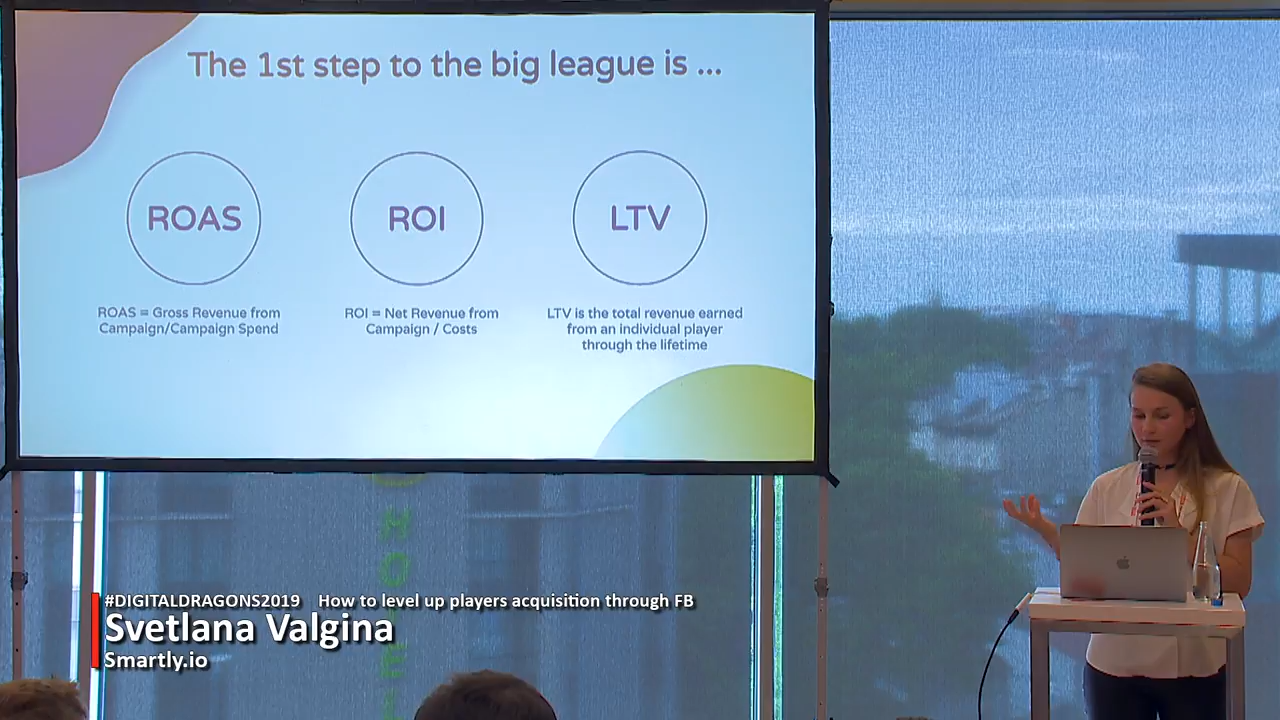 The 1st step to the big league is ...
ROAS
ROI
LTV
ROAS = Gross Revenue from
Campaign/Campaign Spend
ROI = Net Revenue from
Campaign / Costs
LTV is the total revenue earned
from an individual player
through the lifetime
#DIGITALDRAGONS2019 How to level up players acquisition through FB
Svetlana Valgina
Smartly.io